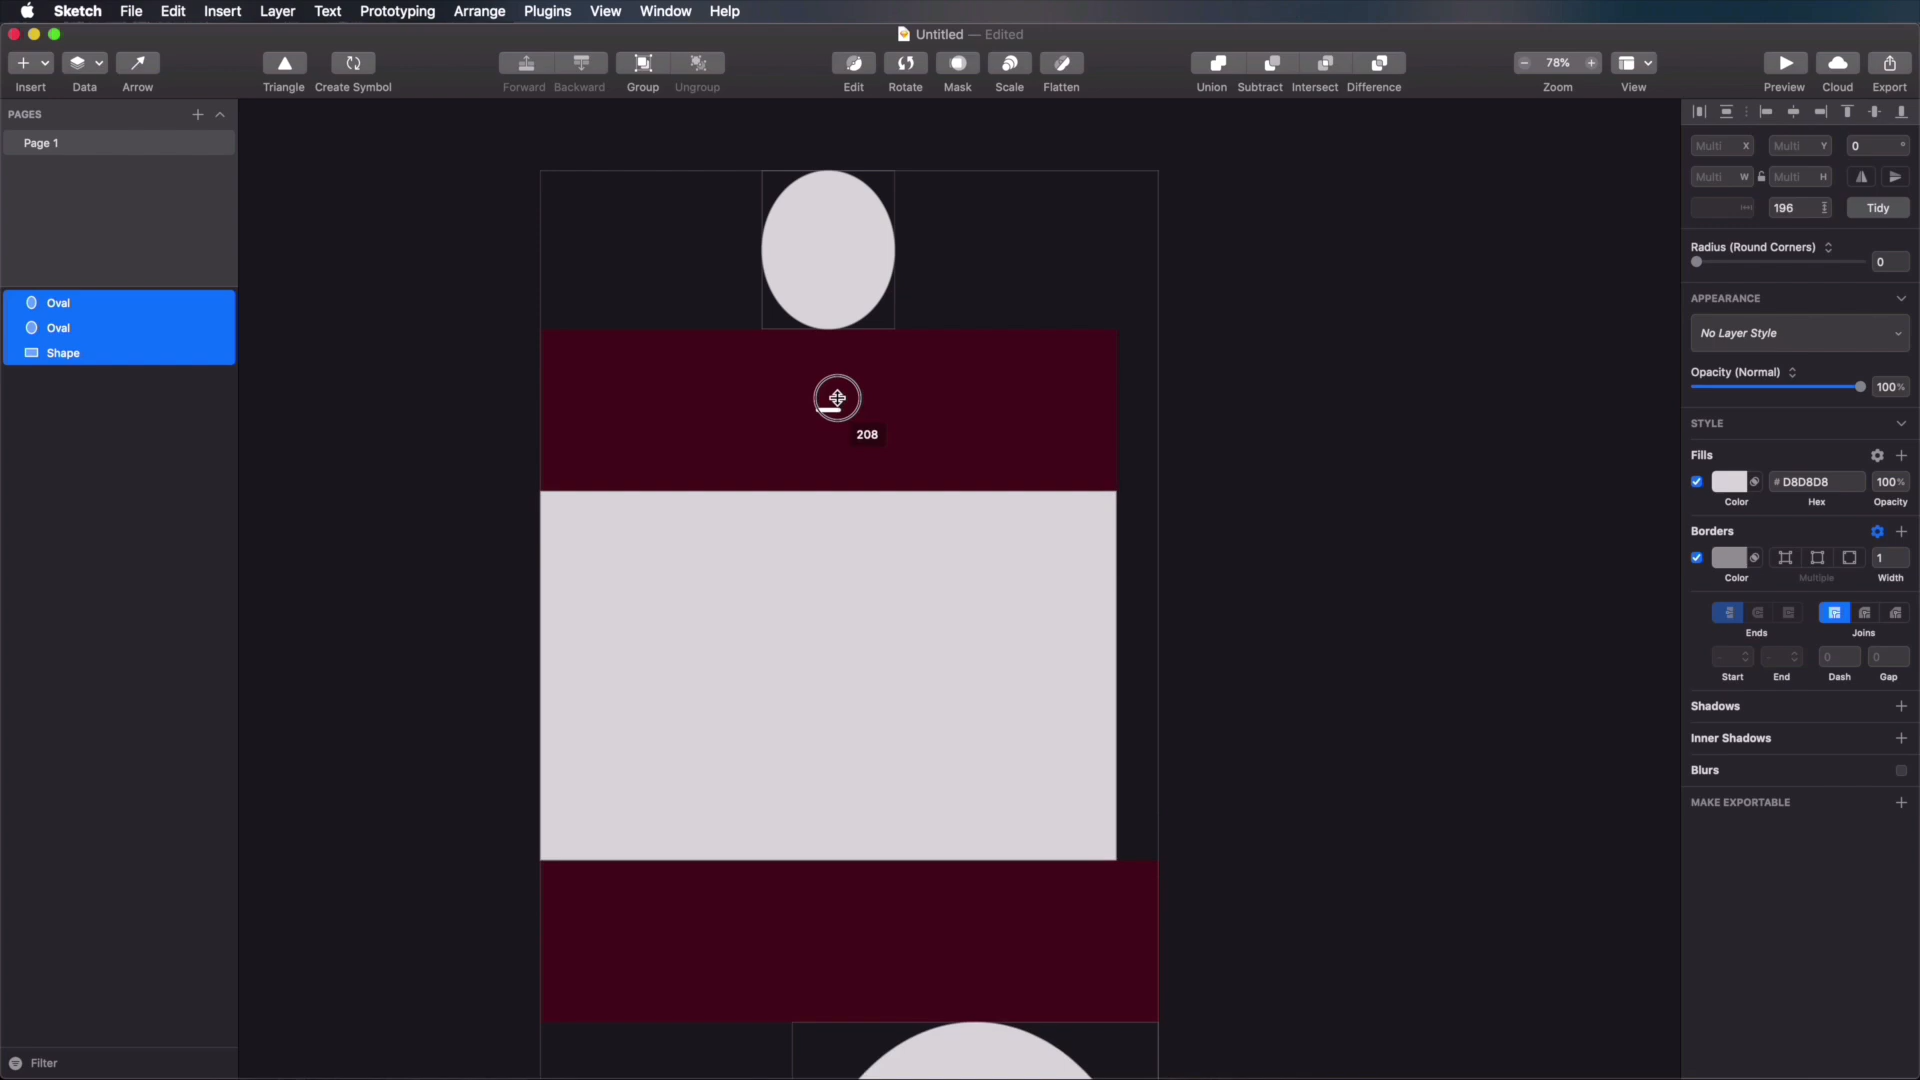 Sketch File Edit Insert Layer Text Prototyping Arrange Plugins View Window Help
Untitled — Edited
78%
Insert Data Arrow Triangle Create Symbol Forward Backward Group Ungroup Edit Rotate Mask Scale Flatten Union Subtract Intersect Difference Zoom View Preview Cloud Export
PAGES
Page 1
Oval
Oval
Shape
Filter
208
Multi X Multi Y 0 °
Multi W Multi H
196 Tidy
Radius (Round Corners)
0
APPEARANCE
No Layer Style
Opacity (Normal)
100%
STYLE
Fills
# D8D8D8 100%
Color Hex Opacity
Borders
1
Color Multiple Width
Ends Joins
- - 0 0
Start End Dash Gap
Shadows
Inner Shadows
Blurs
MAKE EXPORTABLE